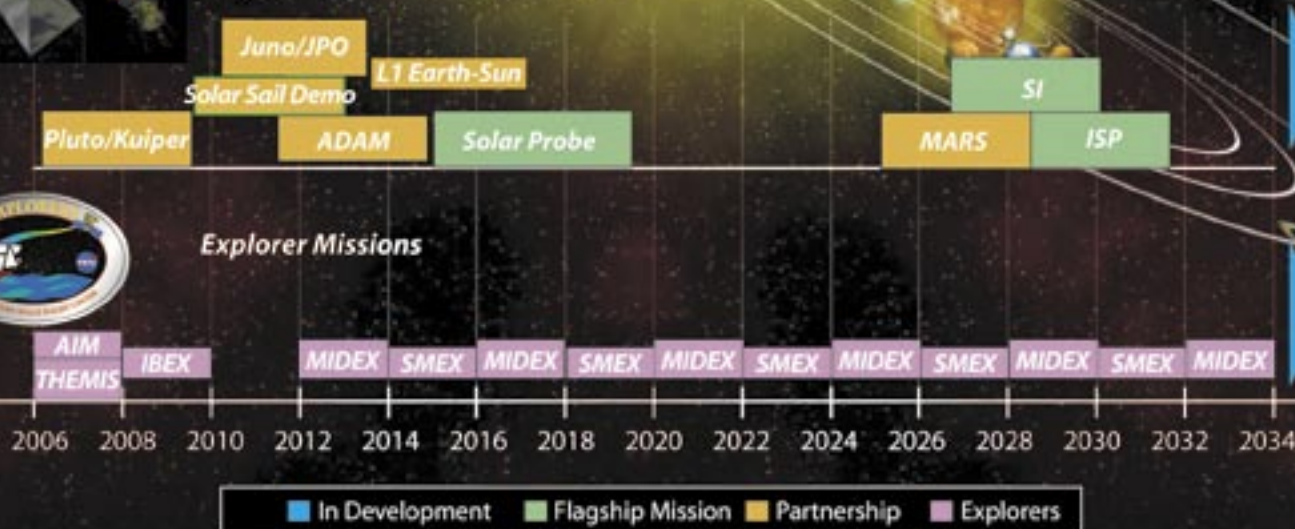 Juno/JPO
L1 Earth-Sun
Solar Sail Demo
SI
Pluto/Kuiper
ADAM
Solar Probe
MARS
ISP
Explorer Missions
AIM
THEMIS
IBEX
MIDEX SMEX MIDEX SMEX MIDEX SMEX MIDEX SMEX MIDEX SMEX MIDEX
2006 2008 2010 2012 2014 2016 2018 2020 2022 2024 2026 2028 2030 2032 2034
In Development Flagship Mission Partnership Explorers